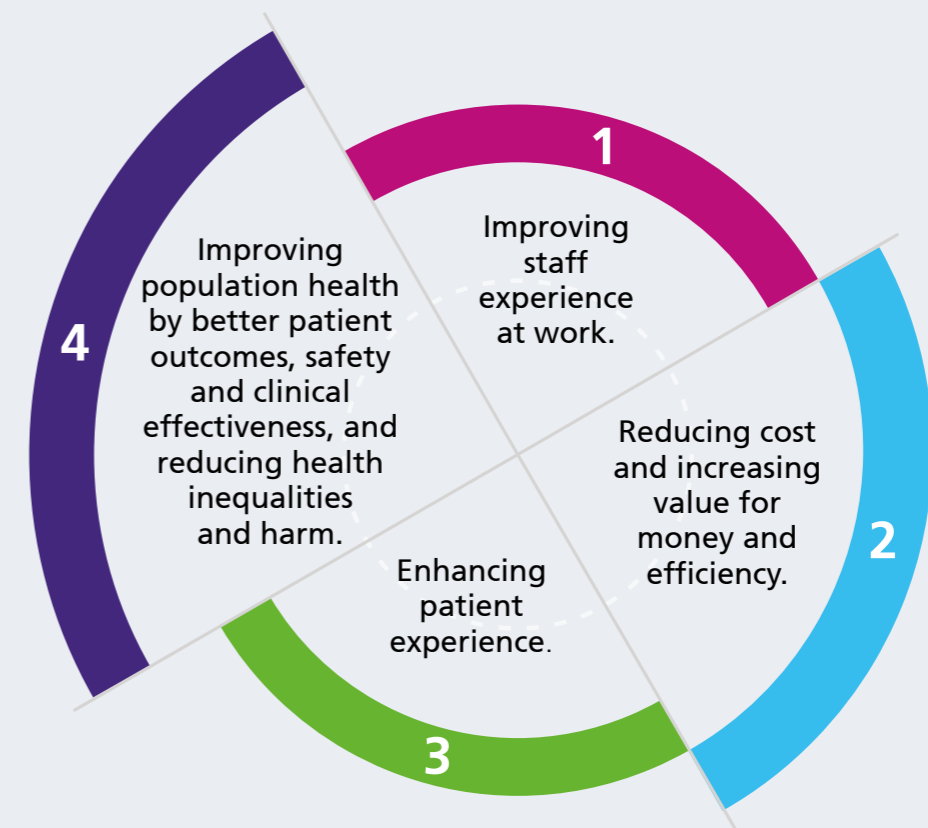 1
Improving
staff
experience
at work.
2
Reducing cost
and increasing
value for
money and
efficiency.
3
Enhancing
patient
experience.
4
Improving
population health
by better patient
outcomes, safety
and clinical
effectiveness, and
reducing health
inequalities
and harm.